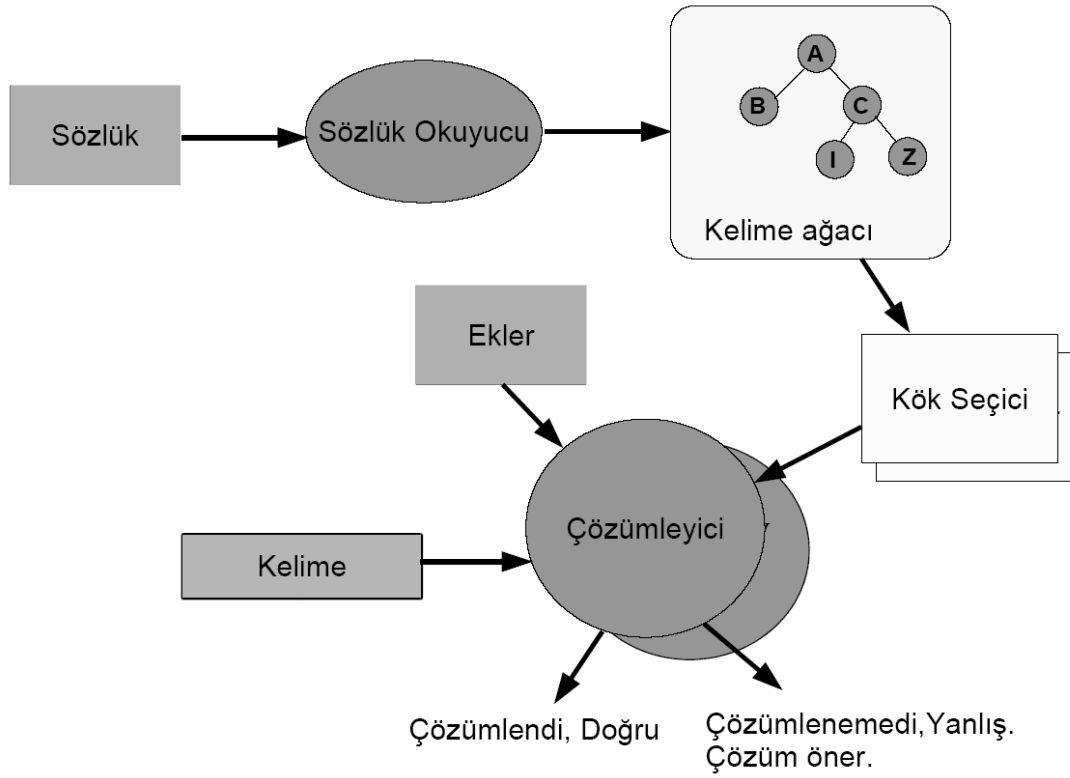 A
B
C
I
Z
Sözlük
Sözlük Okuyucu
Kelime ağacı
Ekler
Kök Seçici
Çözümleyici
Kelime
Çözümlendi, Doğru
Çözümlenemedi,Yanlış.
Çözüm öner.